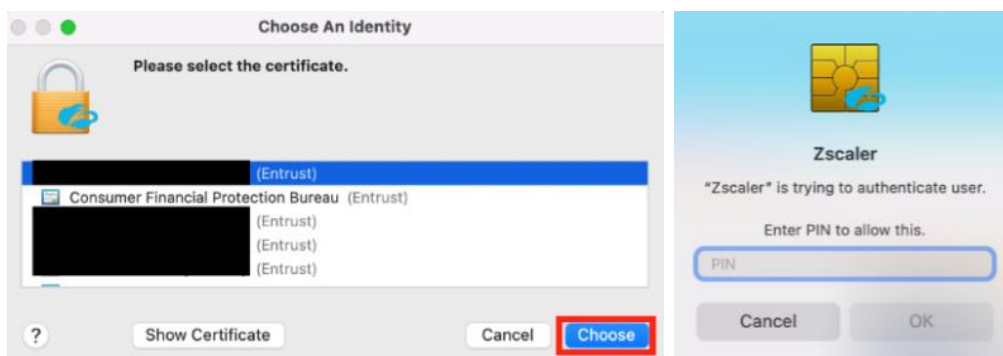 Choose An Identity
Please select the certificate.
(Entrust)
Consumer Financial Protection Bureau (Entrust)
(Entrust)
(Entrust)
(Entrust)
?
Show Certificate
Cancel
Choose
Zscaler
"Zscaler" is trying to authenticate user.
Enter PIN to allow this.
PIN
Cancel
OK